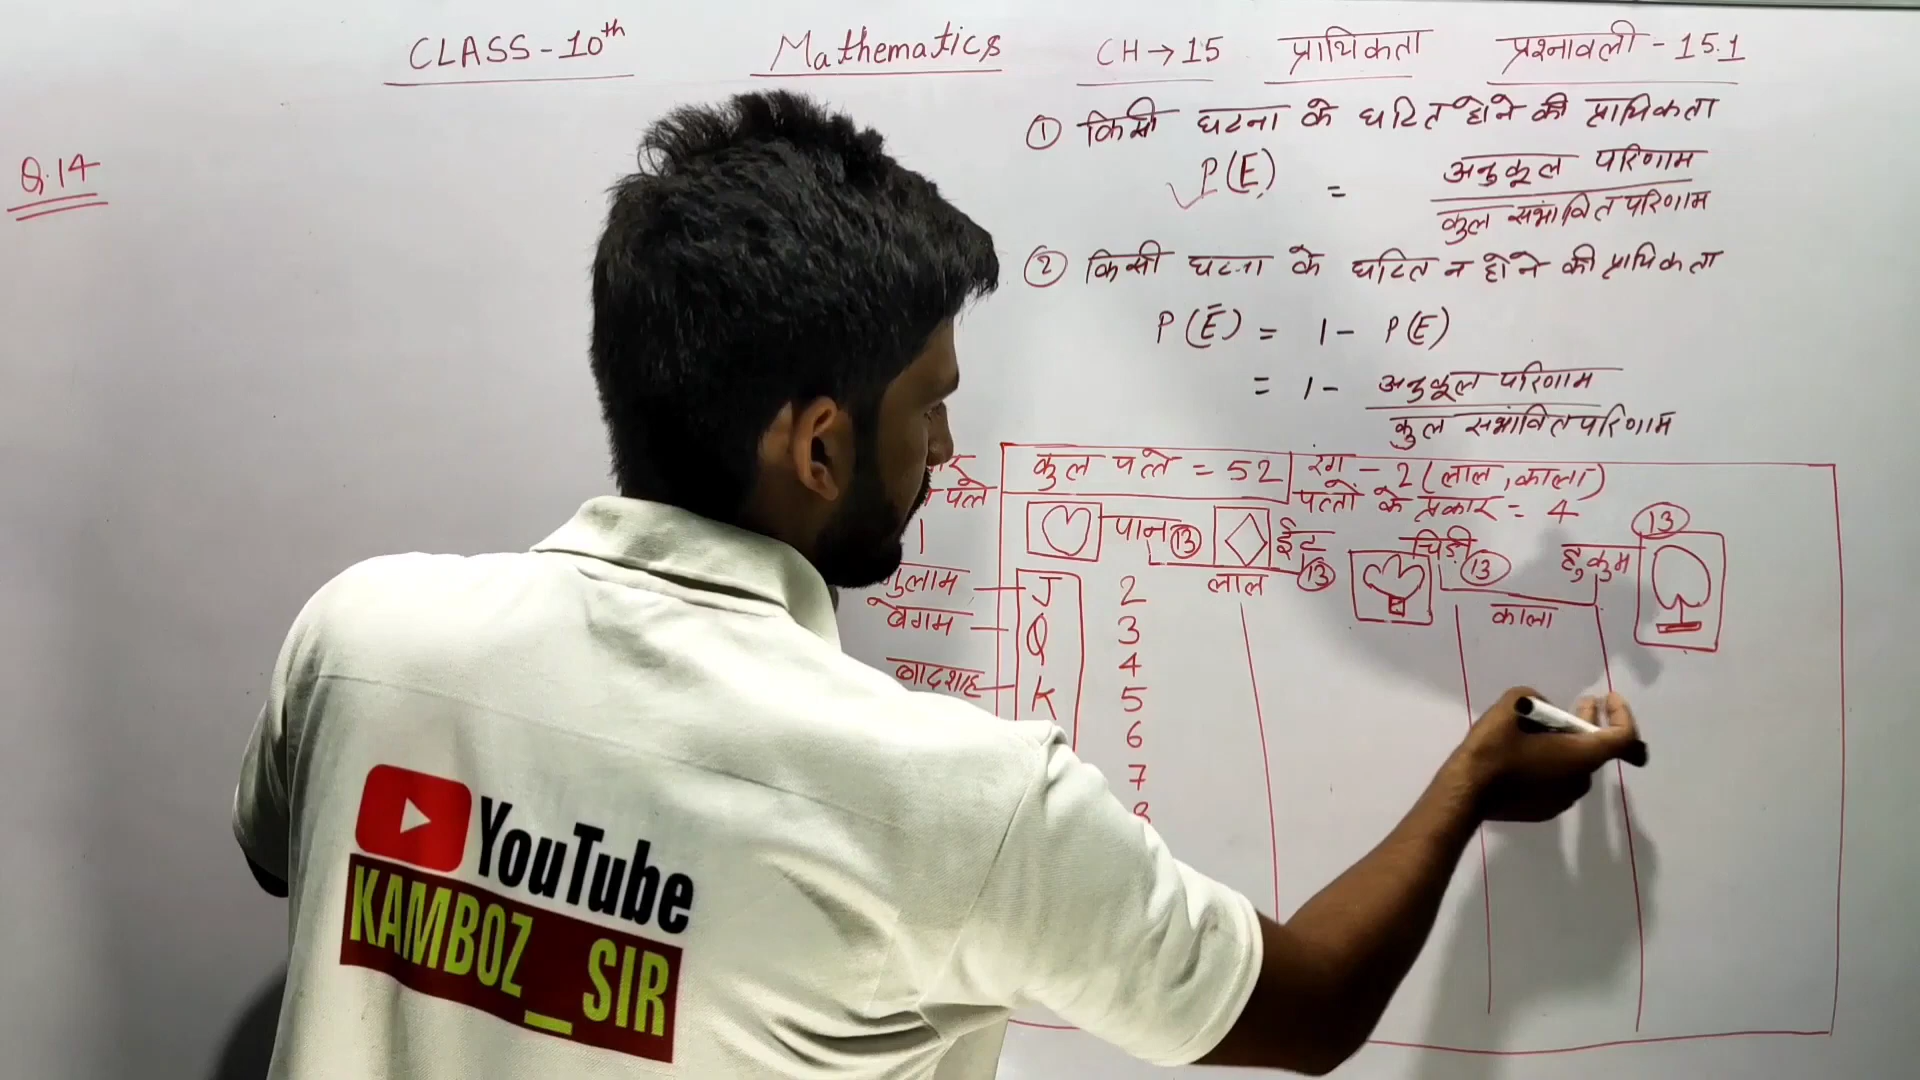 CLASS - 10th Mathematics CH → 15 प्रायिकता प्रश्नावली - 15.1
Q.14
① किसी घटना के घटित होने की प्रायिकता
P(E) = अनुकूल परिणाम
कुल संभावित परिणाम
② किसी घटना के घटित न होने की प्रायिकता
P(Ē) = 1 - P(E)
= 1 - अनुकूल परिणाम
कुल संभावित परिणाम
कुल पत्ते = 52
रंग - 2 (लाल, काला)
पत्तों के प्रकार = 4
पत्ते
पान 13
ईंट 13
लाल
चिड़ी 13
हुकुम 13
काला
गुलाम J
बेगम Q
बादशाह K
2
3
4
5
6
7
8
YouTube
KAMBOZ_SIR